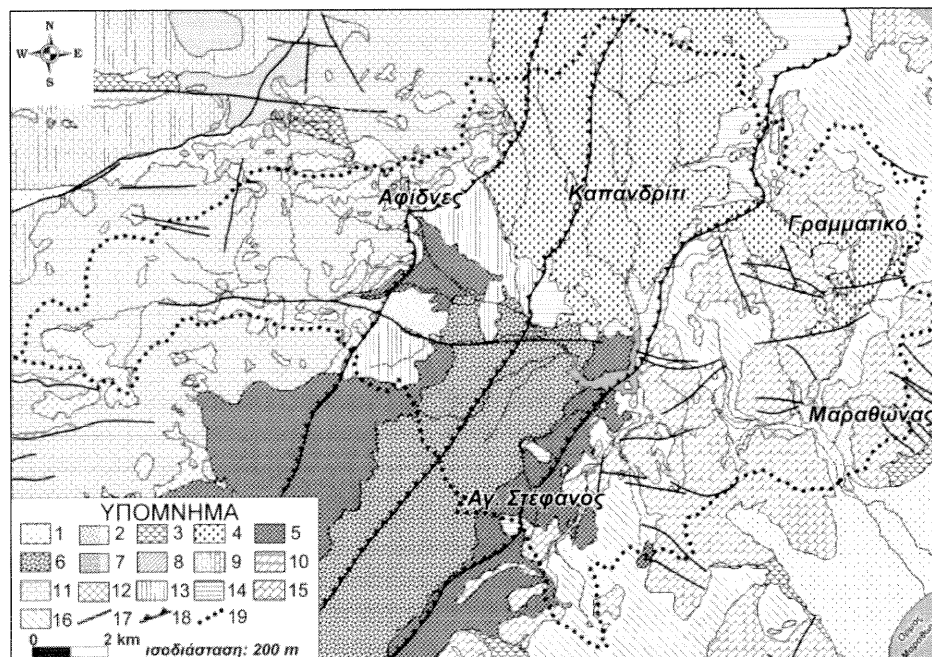 N
W E
S
Αφίδνες
Καπανδρίτι
Γραμματικό
Μαραθώνας
Αγ. Στέφανος
ΥΠΟΜΝΗΜΑ
1 2 3 4 5
6 7 8 9 10
11 12 13 14 15
16 17 18 19
0 2 km
ισοδιάσταση: 200 m